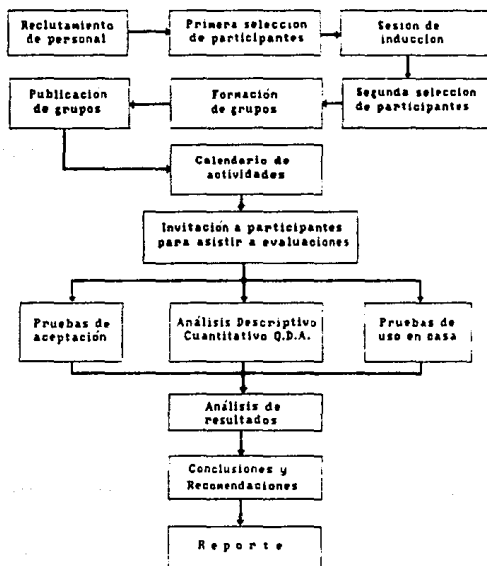 Reclutamiento
de personal
Primera seleccion
de participantes
Sesion de
induccion
Segunda seleccion
de participantes
Formación
de grupos
Publicacion
de grupos
Calendario de
actividades
Invitación a participantes
para asistir a evaluaciones
Pruebas de
aceptación
Análisis Descriptivo
Cuantitativo Q.D.A.
Pruebas de
uso en casa
Análisis de
resultados
Conclusiones y
Recomendaciones
Reporte